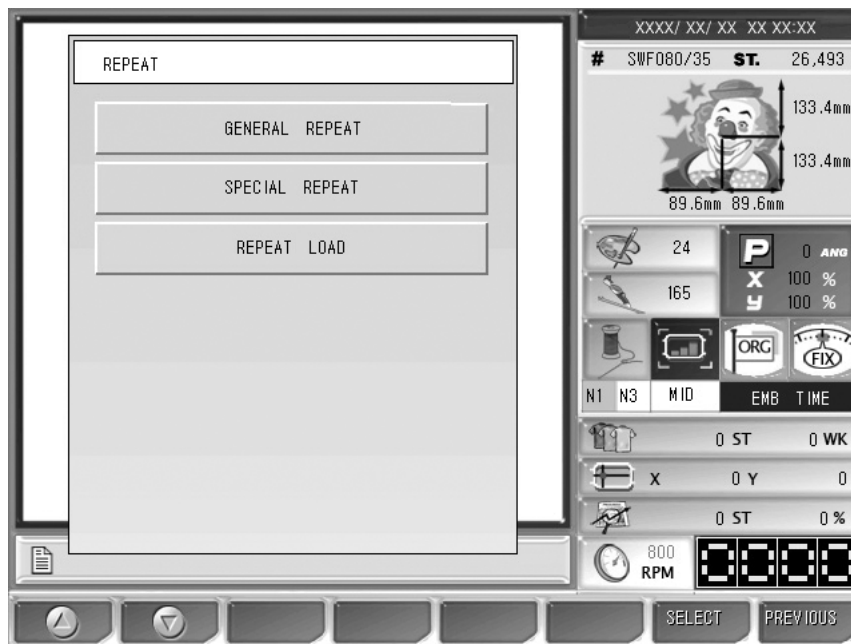 XXXX/ XX/ XX XX XX:XX
REPEAT
# SWF080/35 ST. 26,493
133.4mm
133.4mm
89.6mm 89.6mm
GENERAL REPEAT
SPECIAL REPEAT
REPEAT LOAD
24 P 0 ANG
X 100 %
165 Y 100 %
ORG FIX
N1 N3 MID EMB TIME
0 ST 0 WK
X 0 Y 0
0 ST 0 %
800
RPM
SELECT PREVIOUS